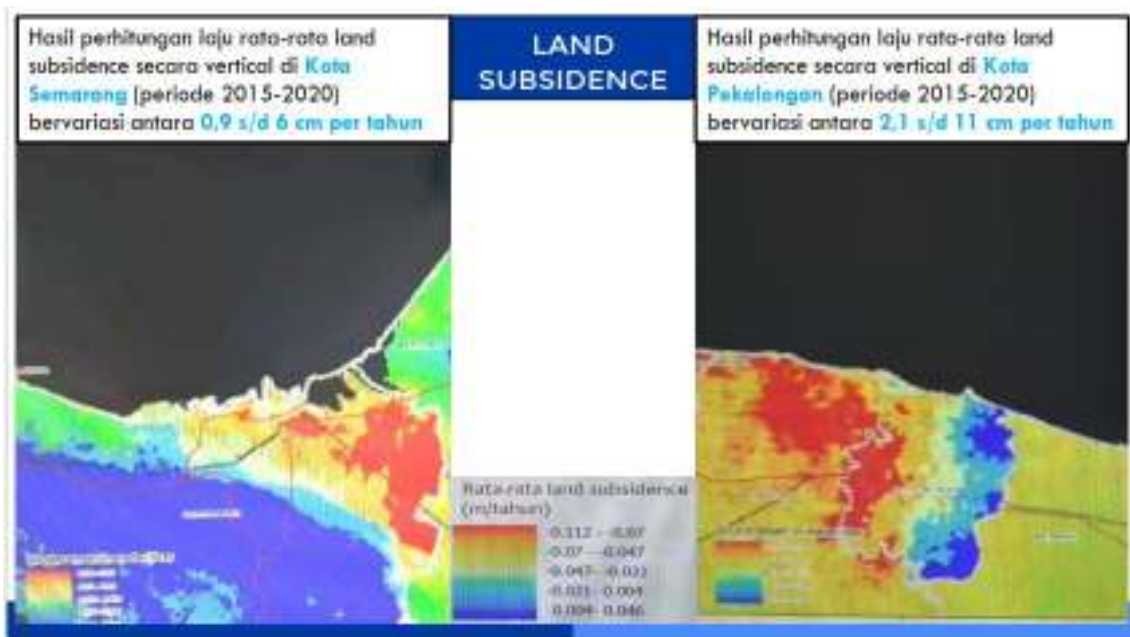 Hasil perhitungan laju rata-rata land
subsidence secara vertical di Kota
Semarang (periode 2015-2020)
bervariasi antara 0,9 s/d 6 cm per tahun
LAND
SUBSIDENCE
Hasil perhitungan laju rata-rata land
subsidence secara vertical di Kota
Pekalongan (periode 2015-2020)
bervariasi antara 2,1 s/d 11 cm per tahun
Rata-rata land subsidence
(m/tahun)
-0.112 - -0.07
-0.07 - -0.047
-0.047 - -0.021
-0.021 - 0.004
0.004 - 0.046